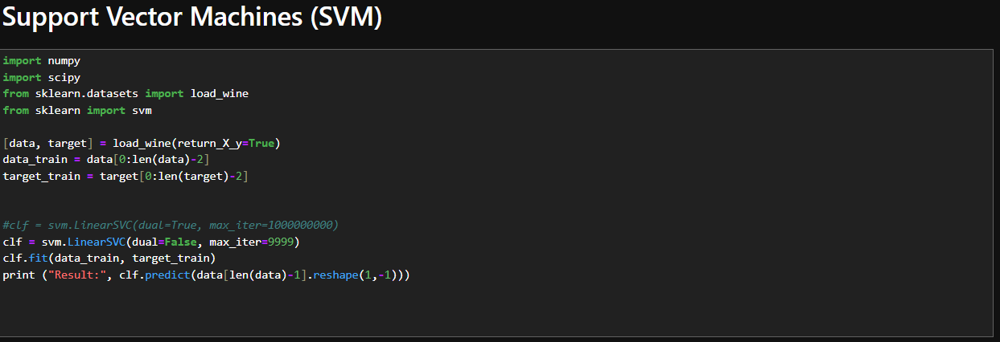 Support Vector Machines (SVM)
import numpy
import scipy
from sklearn.datasets import load_wine
from sklearn import svm
[data, target] = load_wine(return_X_y=True)
data_train = data[0:len(data)-2]
target_train = target[0:len(target)-2]
#clf = svm.LinearSVC(dual=True, max_iter=1000000000)
clf = svm.LinearSVC(dual=False, max_iter=9999)
clf.fit(data_train, target_train)
print ("Result:", clf.predict(data[len(data)-1].reshape(1,-1)))